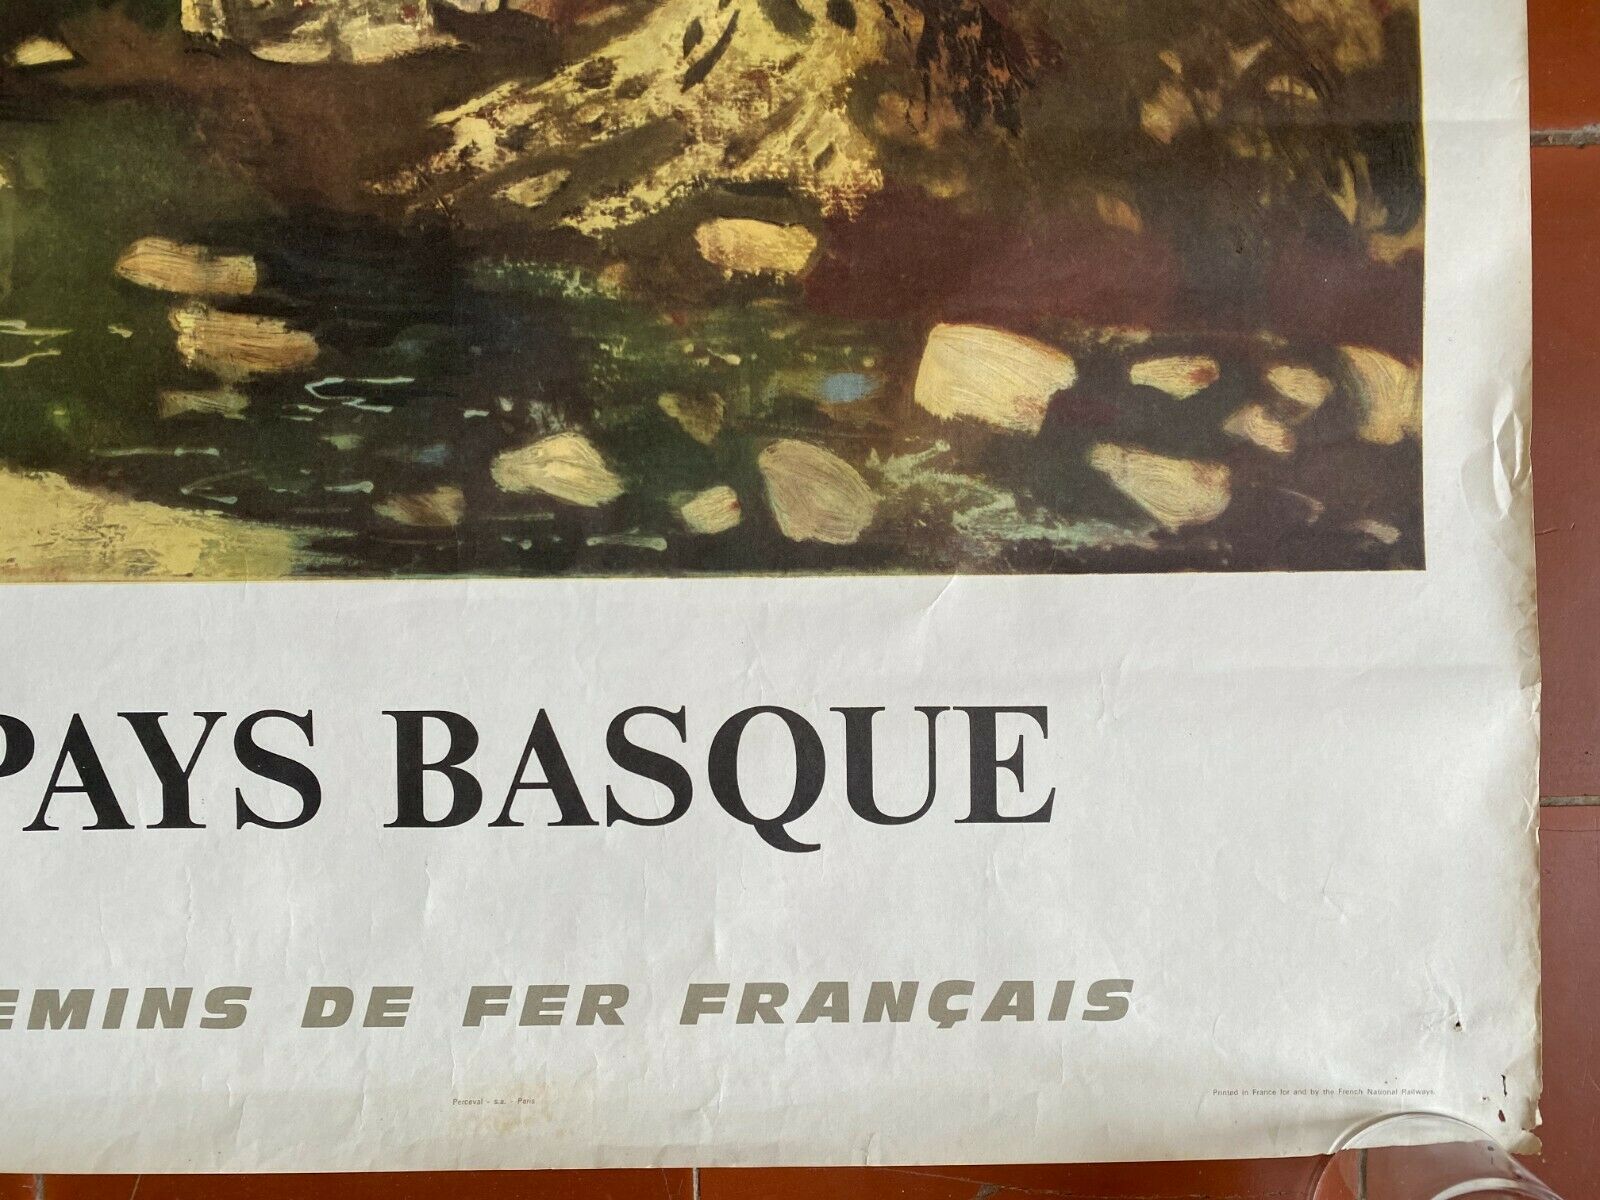 PAYS BASQUE
EMINS DE FER FRANÇAIS
Perceval - s.a. - Paris
Printed in France for and by the French National Railways.